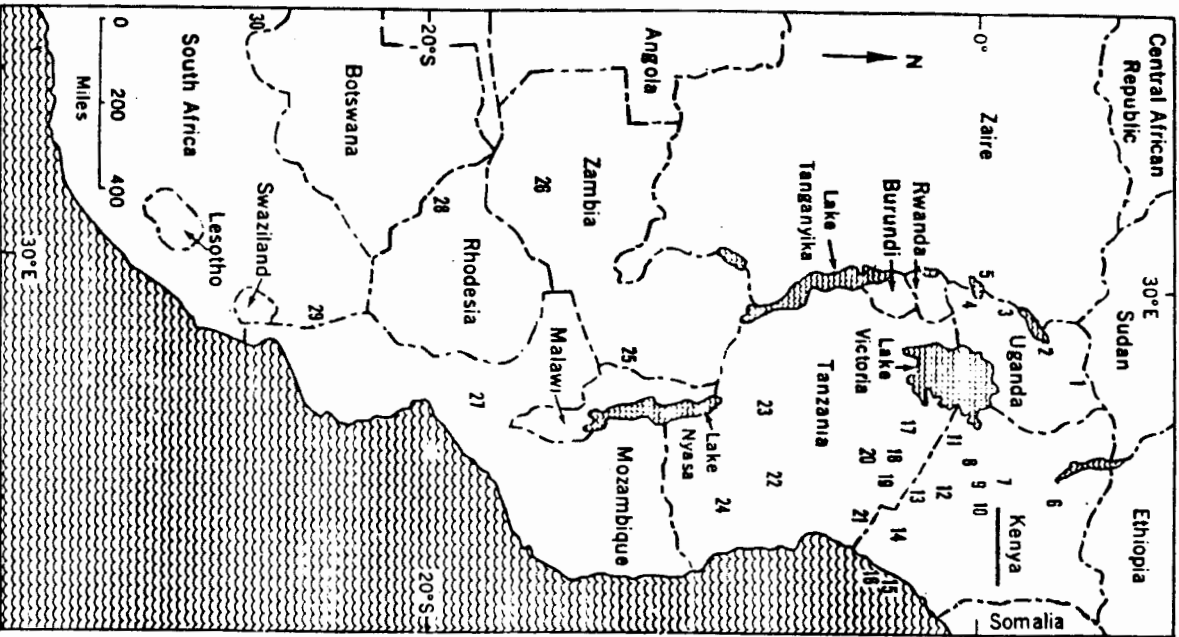 Central African
Republic
Sudan
Ethiopia
Somalia
Kenya
Uganda
Zaire
0°
30°E
N
Rwanda
Burundi
Lake
Tanganyika
Lake
Victoria
Tanzania
Angola
Zambia
Malawi
Lake
Nyasa
Mozambique
Rhodesia
Botswana
South Africa
Swaziland
Lesotho
20°S
20°S
30
30°E
0
200
400
Miles
1
2
3
4
5
6
7
8
9
10
11
12
13
14
15
16
17
18
19
20
21
22
23
24
25
26
27
28
29